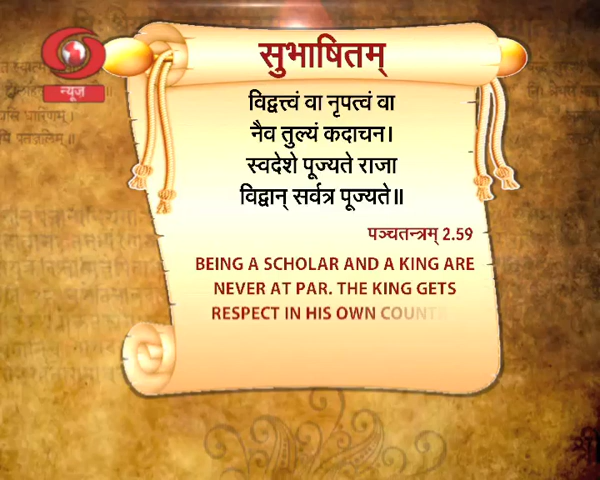 सुभाषितम्
न्यूज़
विद्वत्त्वं वा नृपत्वं वा
नैव तुल्यं कदाचन।
स्वदेशे पूज्यते राजा
विद्वान् सर्वत्र पूज्यते॥
पञ्चतन्त्रम् 2.59
BEING A SCHOLAR AND A KING ARE
NEVER AT PAR. THE KING GETS
RESPECT IN HIS OWN